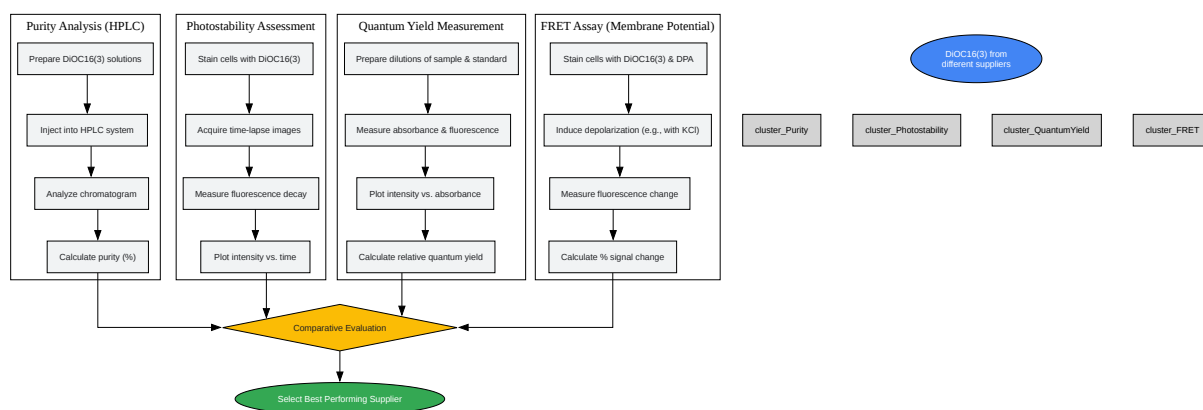 Purity Analysis (HPLC)
Prepare DiOC16(3) solutions
Inject into HPLC system
Analyze chromatogram
Calculate purity (%)
Photostability Assessment
Stain cells with DiOC16(3)
Acquire time-lapse images
Measure fluorescence decay
Plot intensity vs. time
Quantum Yield Measurement
Prepare dilutions of sample & standard
Measure absorbance & fluorescence
Plot intensity vs. absorbance
Calculate relative quantum yield
FRET Assay (Membrane Potential)
Stain cells with DiOC16(3) & DPA
Induce depolarization (e.g., with KCl)
Measure fluorescence change
Calculate % signal change
DiOC16(3) from
different suppliers
cluster_Purity
cluster_Photostability
cluster_QuantumYield
cluster_FRET
Comparative Evaluation
Select Best Performing Supplier